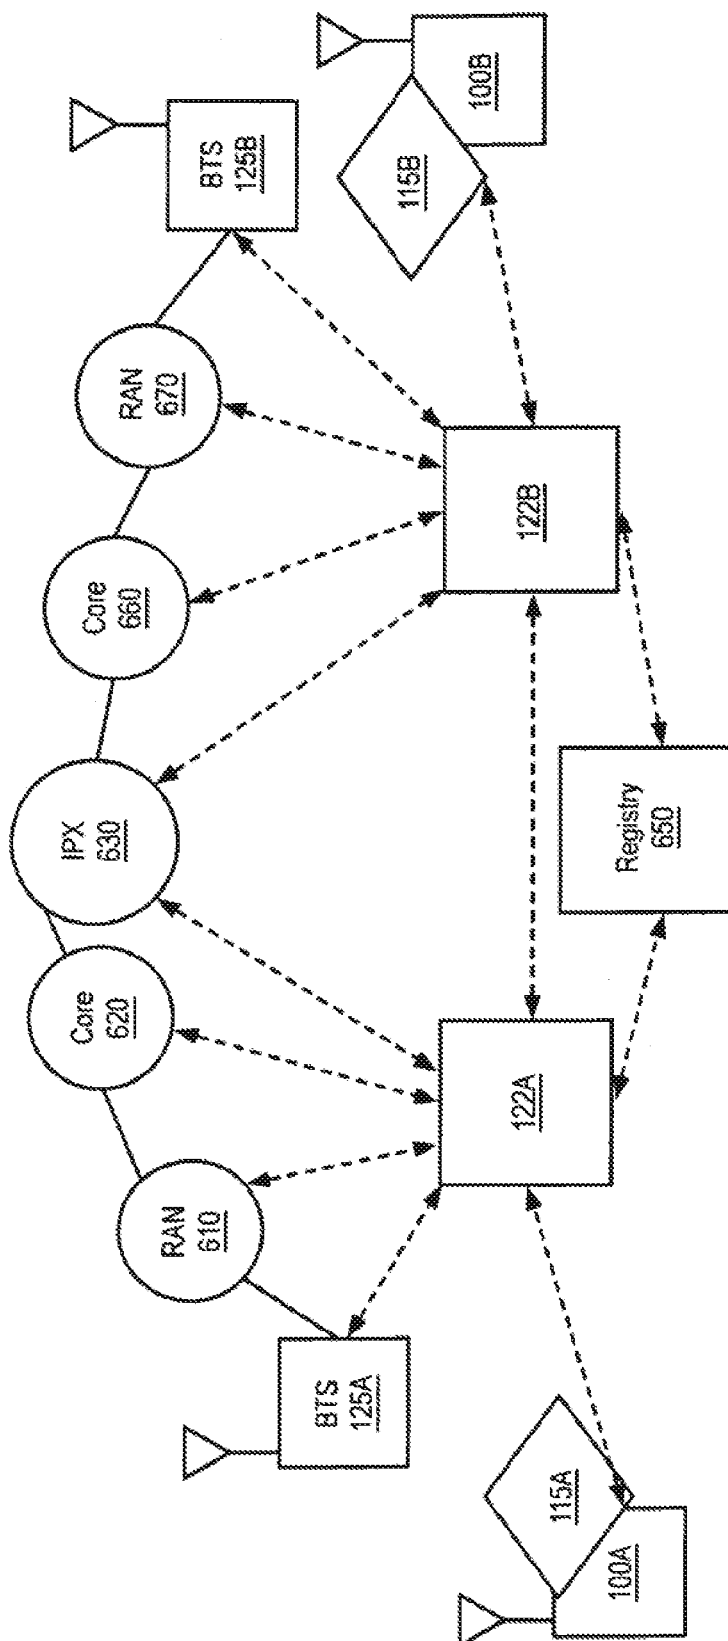 BTS
125A
RAN
610
Core
620
IPX
630
Core
660
RAN
670
BTS
125B
115A
100A
122A
122B
115B
100B
Registry
650